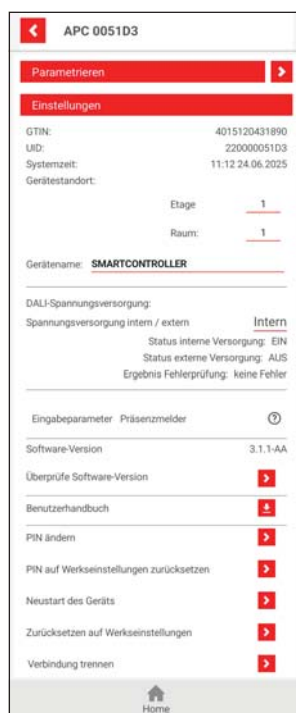 APC 0051D3
Parametrieren
Einstellungen
GTIN: 4015120431890
UID: 220000051D3
Systemzeit: 11:12 24.06.2025
Gerätestandort:
Etage 1
Raum: 1
Gerätename: SMARTCONTROLLER
DALI-Spannungsversorgung:
Spannungsversorgung intern / extern Intern
Status interne Versorgung: EIN
Status externe Versorgung: AUS
Ergebnis Fehlerprüfung: keine Fehler
Eingabeparameter Präsenzmelder ?
Software-Version 3.1.1-AA
Überprüfe Software-Version
Benutzerhandbuch
PIN ändern
PIN auf Werkseinstellungen zurücksetzen
Neustart des Geräts
Zurücksetzen auf Werkseinstellungen
Verbindung trennen
Home